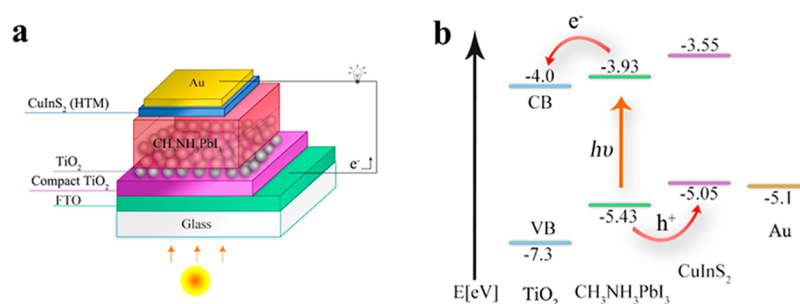 a
Au
CuInS₂ (HTM)
CH₃NH₃PbI₃
TiO₂
Compact TiO₂
FTO
Glass
e⁻
b
e⁻
-4.0
CB
-3.93
-3.55
hυ
VB
-7.3
-5.43
h⁺
-5.05
-5.1
Au
CuInS₂
E[eV]
TiO₂
CH₃NH₃PbI₃